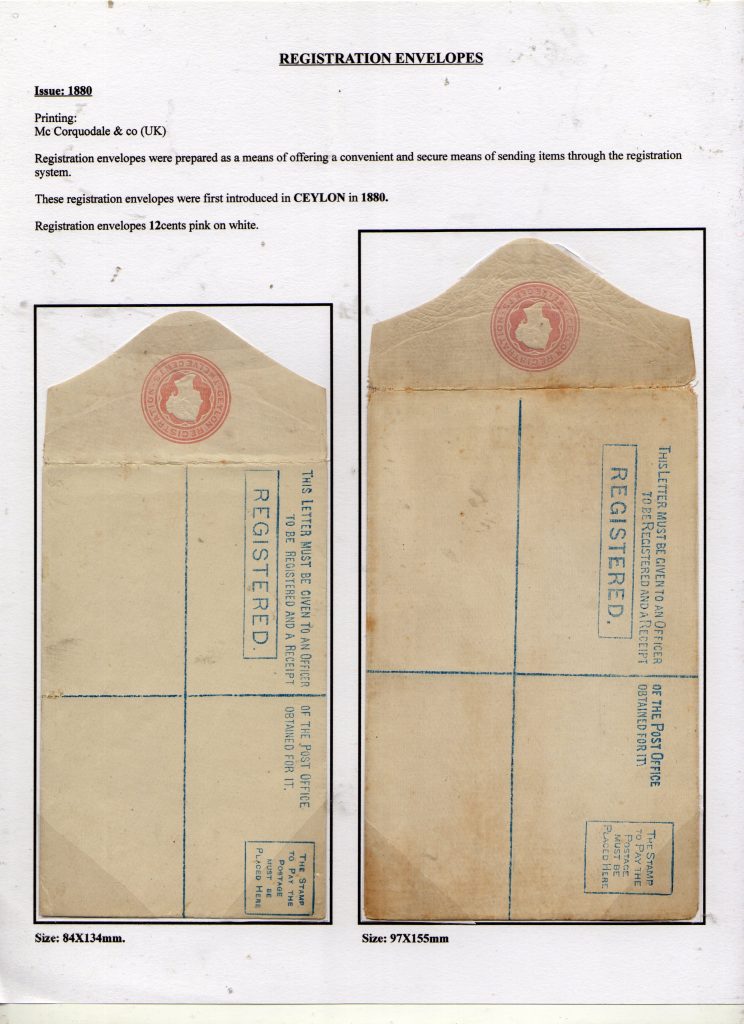 REGISTRATION ENVELOPES
Issue: 1880
Printing:
Mc Corquodale & co (UK)
Registration envelopes were prepared as a means of offering a convenient and secure means of sending items through the registration
system.
These registration envelopes were first introduced in CEYLON in 1880.
Registration envelopes 12cents pink on white.
CEYLON REGISTRATION
THIS LETTER MUST BE GIVEN TO AN OFFICER OF THE POST OFFICE
TO BE REGISTERED AND A RECEIPT OBTAINED FOR IT.
REGISTERED.
THE STAMP
TO PAY THE
POSTAGE
MUST BE
PLACED HERE
Size: 84X134mm.
CEYLON REGISTRATION
THIS LETTER MUST BE GIVEN TO AN OFFICER OF THE POST OFFICE
TO BE REGISTERED AND A RECEIPT OBTAINED FOR IT.
REGISTERED.
THE STAMP
TO PAY THE
POSTAGE
MUST BE
PLACED HERE
Size: 97X155mm